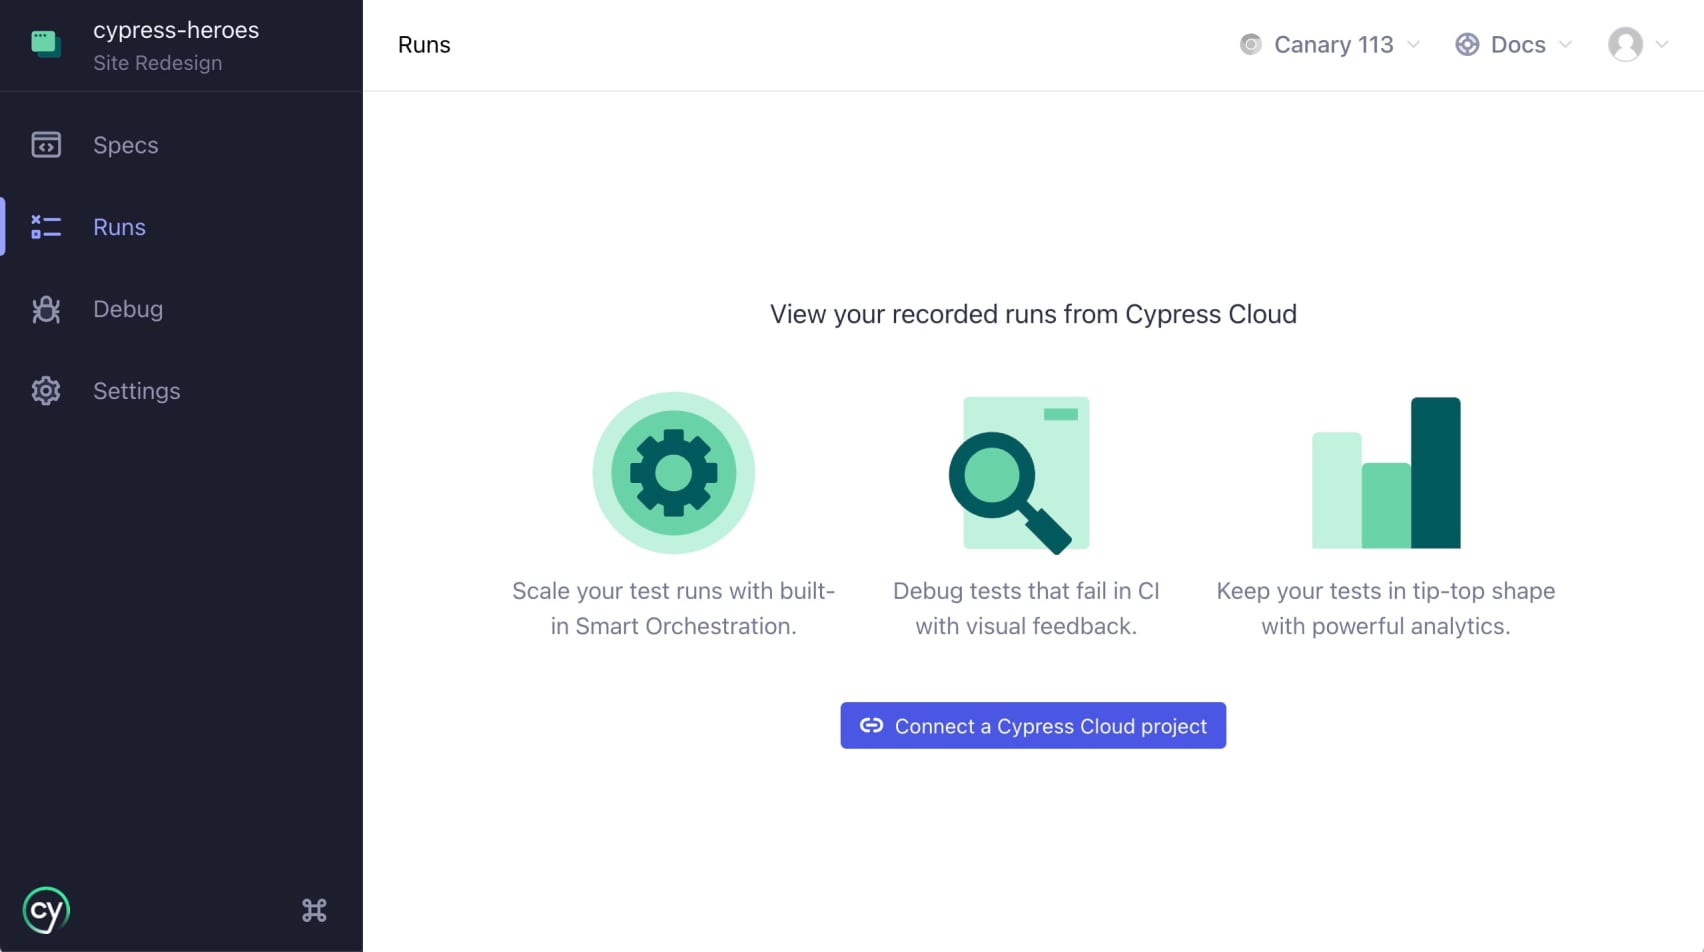 cypress-heroes
Site Redesign
Specs
Runs
Debug
Settings
cy
Runs
Canary 113
Docs
View your recorded runs from Cypress Cloud
Scale your test runs with built-
in Smart Orchestration.
Debug tests that fail in CI
with visual feedback.
Keep your tests in tip-top shape
with powerful analytics.
Connect a Cypress Cloud project